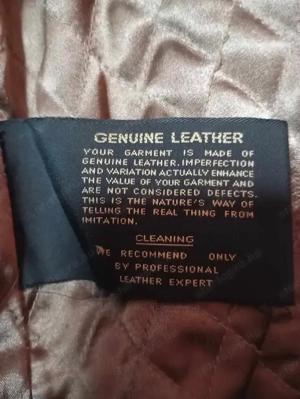 GENUINE LEATHER
YOUR GARMENT IS MADE OF
GENUINE LEATHER. IMPERFECTION
AND VARIATION ACTUALLY ENHANCE
THE VALUE OF YOUR GARMENT AND
ARE NOT CONSIDERED DEFECTS.
THIS IS THE NATURE'S WAY OF
TELLING THE REAL THING FROM
IMITATION.
CLEANING
WE RECOMMEND ONLY
BY PROFESSIONAL
LEATHER EXPERT